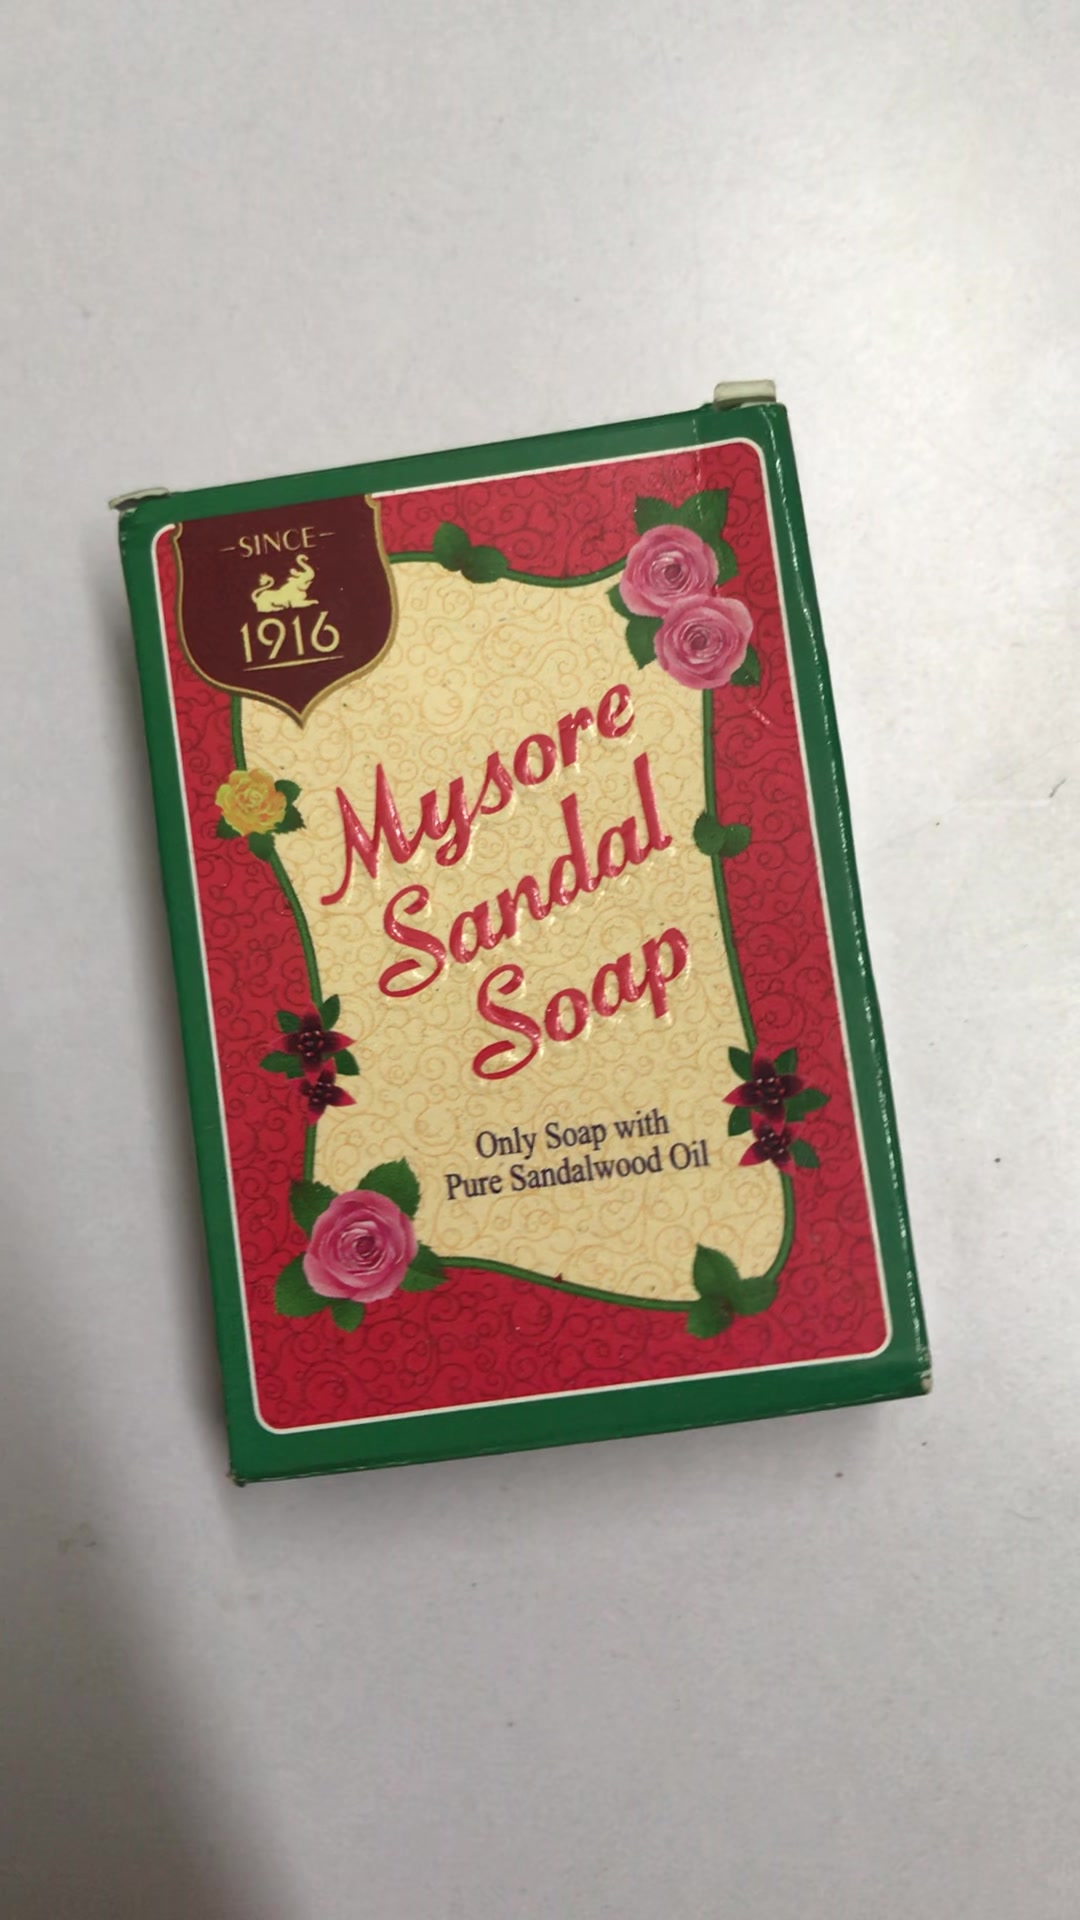 -SINCE-
1916
Mysore
Sandal
Soap
Only Soap with
Pure Sandalwood Oil